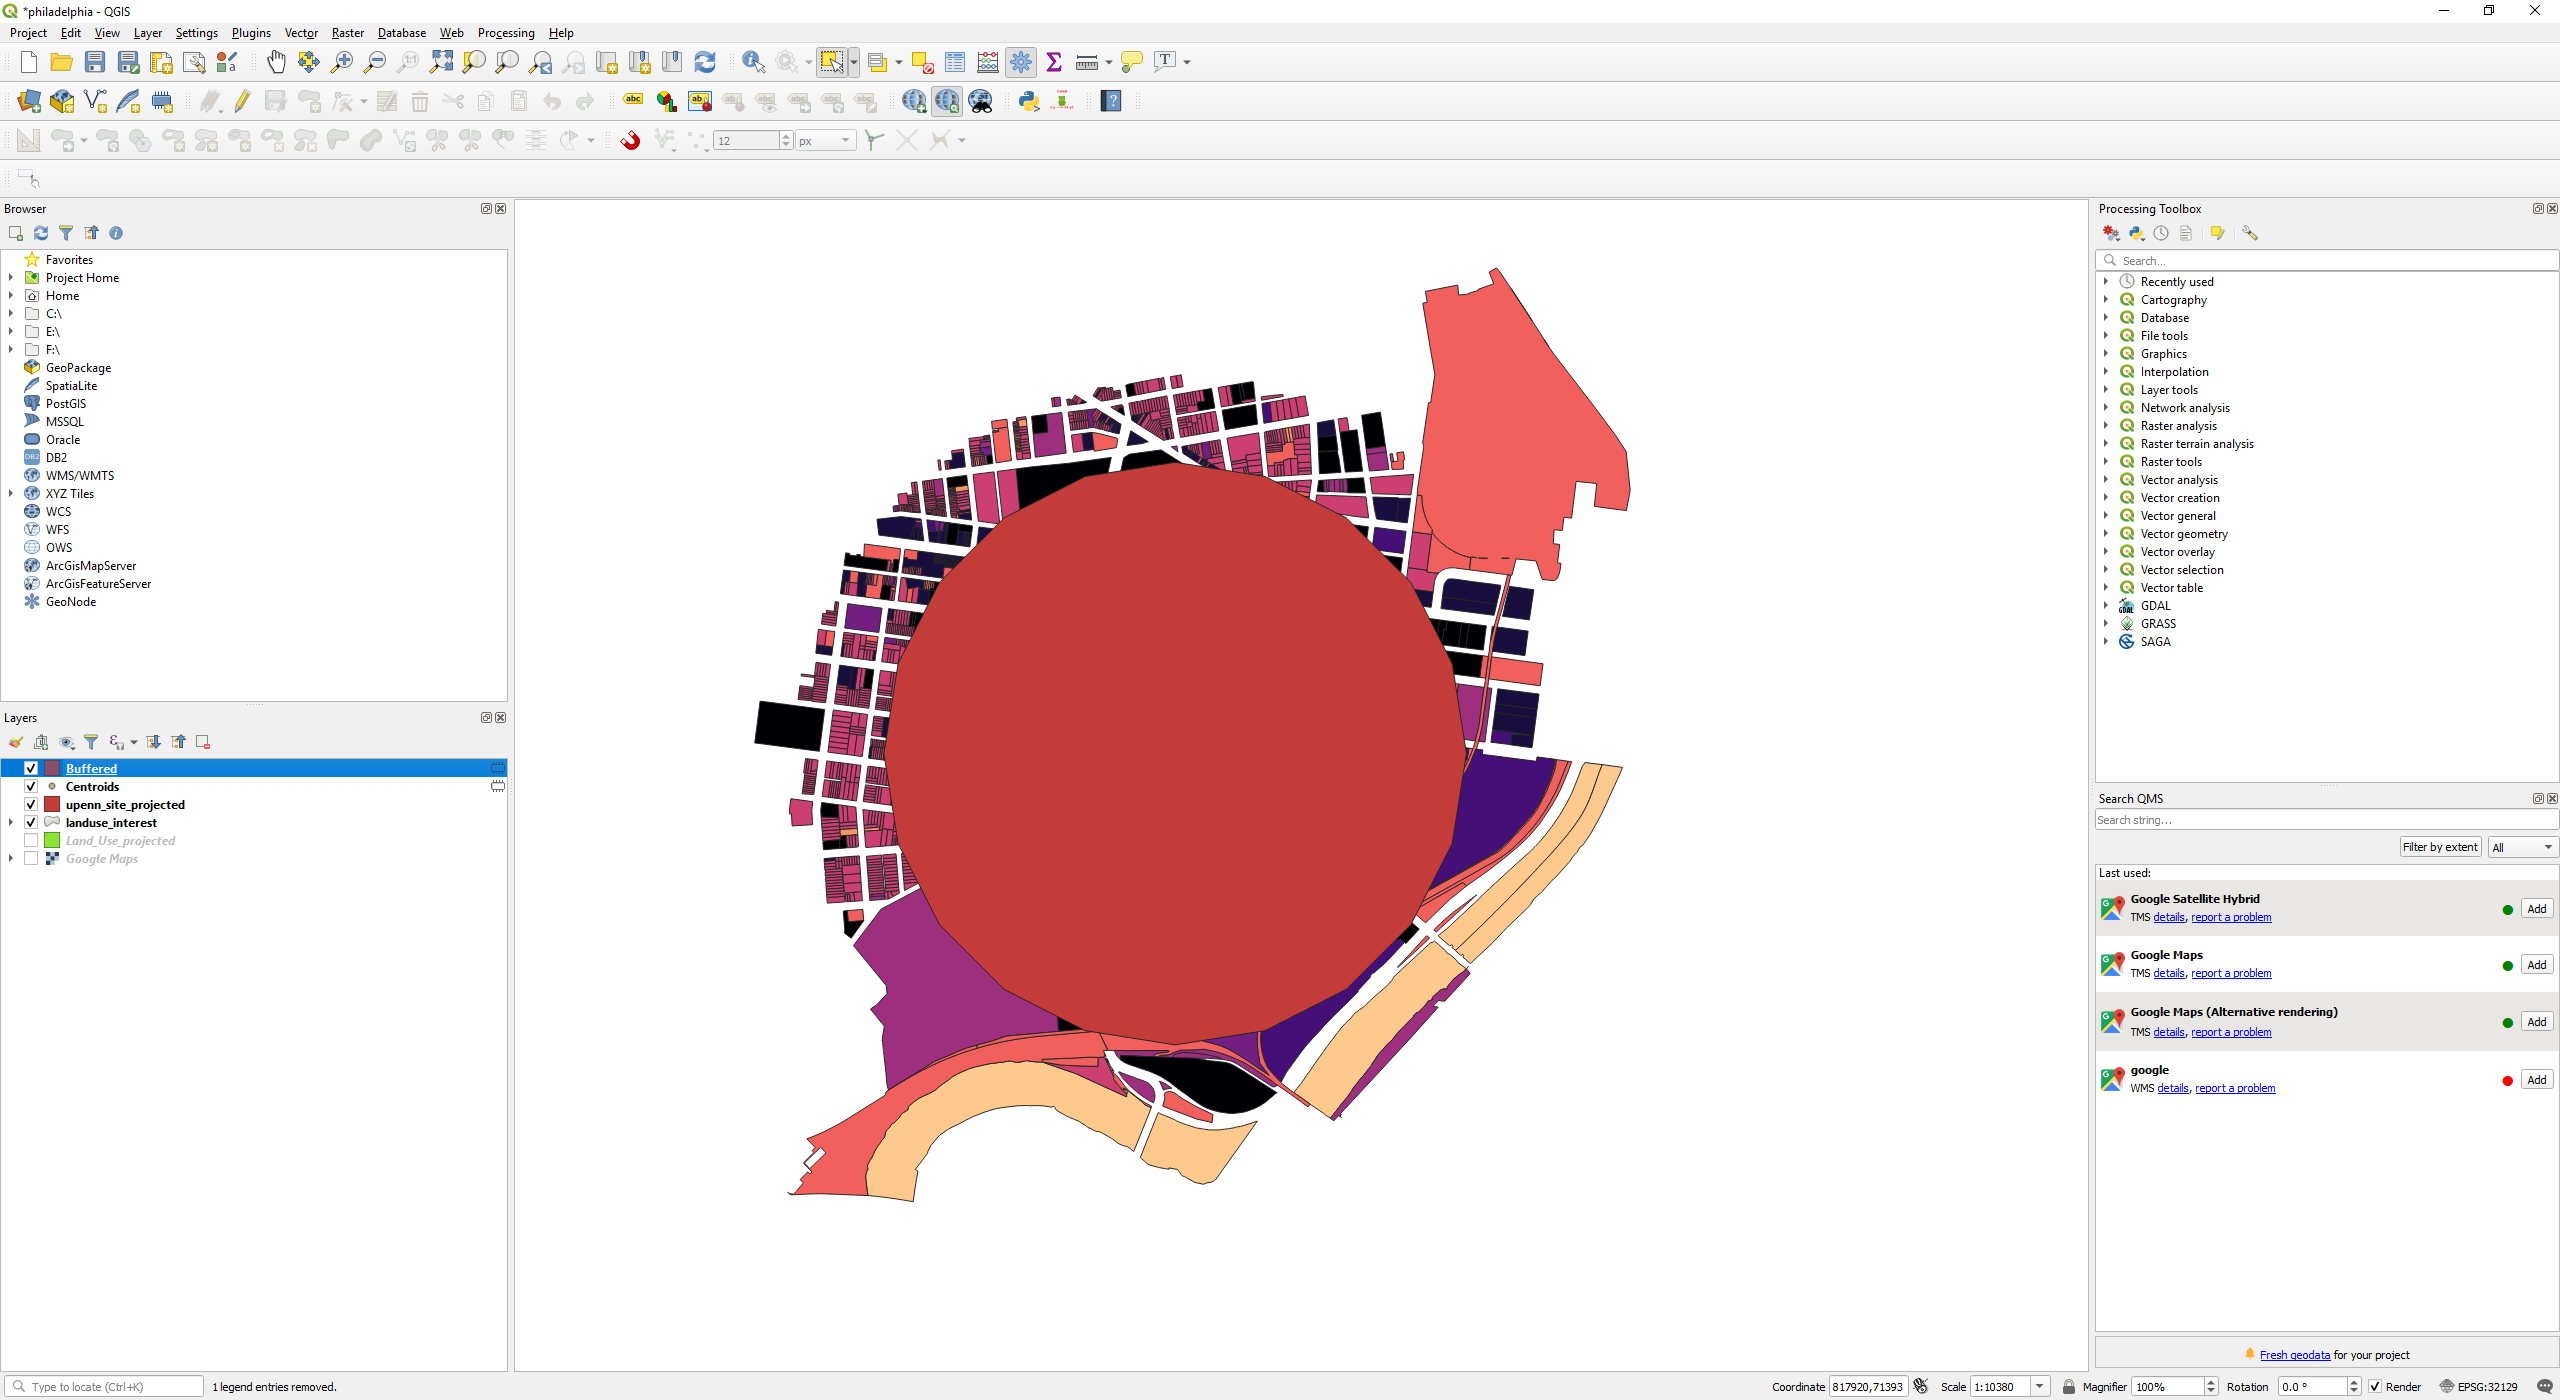 *philadelphia - QGIS
Project Edit View Layer Settings Plugins Vector Raster Database Web Processing Help
abc
12 px
Browser
Favorites
Project Home
Home
C:\
E:\
F:\
GeoPackage
SpatiaLite
PostGIS
MSSQL
Oracle
DB2
WMS/WMTS
XYZ Tiles
WCS
WFS
OWS
ArcGisMapServer
ArcGisFeatureServer
GeoNode
Layers
Buffered
Centroids
upenn_site_projected
landuse_interest
Land_Use_projected
Google Maps
Processing Toolbox
Search...
Recently used
Cartography
Database
File tools
Graphics
Interpolation
Layer tools
Network analysis
Raster analysis
Raster terrain analysis
Raster tools
Vector analysis
Vector creation
Vector general
Vector geometry
Vector overlay
Vector selection
Vector table
GDAL
GRASS
SAGA
Search QMS
Search string...
Filter by extent All
Last used:
Google Satellite Hybrid
TMS details, report a problem
Add
Google Maps
TMS details, report a problem
Add
Google Maps (Alternative rendering)
TMS details, report a problem
Add
google
WMS details, report a problem
Add
Fresh geodata for your project
Type to locate (Ctrl+K) 1 legend entries removed. Coordinate 817920,71393 Scale 1:10380 Magnifier 100% Rotation 0.0 ° Render EPSG:32129